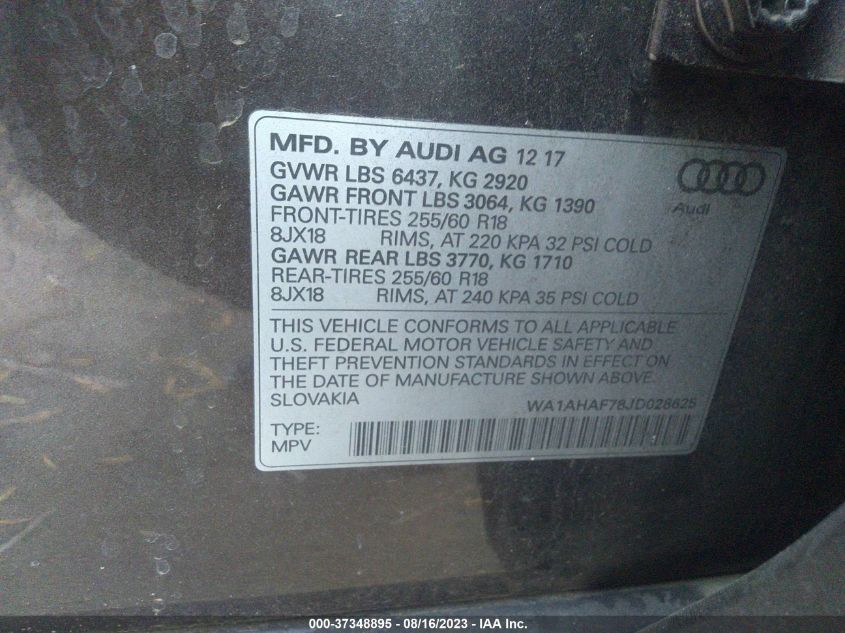 MFD. BY AUDI AG 12 17
GVWR LBS 6437, KG 2920
GAWR FRONT LBS 3064, KG 1390
FRONT-TIRES 255/60 R18
8JX18 RIMS, AT 220 KPA 32 PSI COLD
GAWR REAR LBS 3770, KG 1710
REAR-TIRES 255/60 R18
8JX18 RIMS, AT 240 KPA 35 PSI COLD
Audi
THIS VEHICLE CONFORMS TO ALL APPLICABLE
U.S. FEDERAL MOTOR VEHICLE SAFETY AND
THEFT PREVENTION STANDARDS IN EFFECT ON
THE DATE OF MANUFACTURE SHOWN ABOVE.
SLOVAKIA WA1AHAF78JD028625
TYPE:
MPV
000-37348895 - 08/16/2023 - IAA Inc.